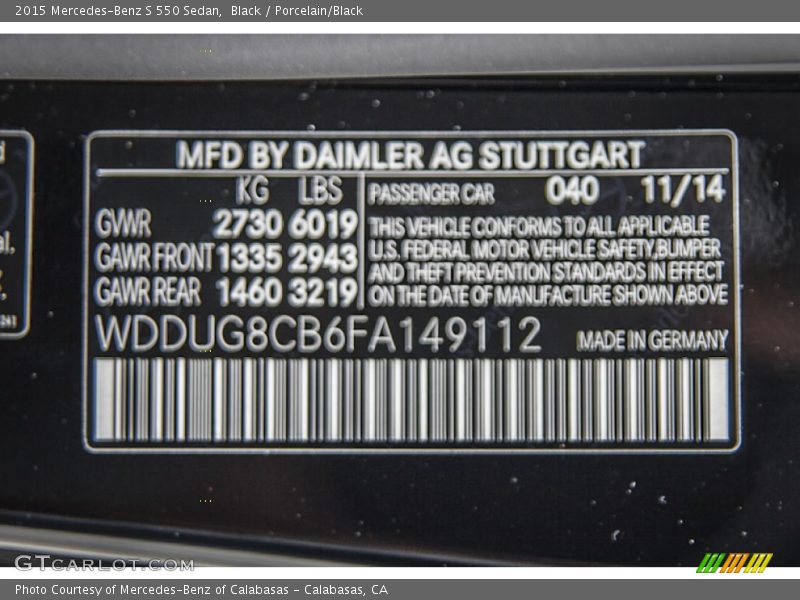 2015 Mercedes-Benz S 550 Sedan, Black / Porcelain/Black
MFD BY DAIMLER AG STUTTGART
KG LBS
GWR 2730 6019
GAWR FRONT 1335 2943
GAWR REAR 1460 3219
PASSENGER CAR 040 11/14
THIS VEHICLE CONFORMS TO ALL APPLICABLE
U.S. FEDERAL MOTOR VEHICLE SAFETY, BUMPER
AND THEFT PREVENTION STANDARDS IN EFFECT
ON THE DATE OF MANUFACTURE SHOWN ABOVE
WDDUG8CB6FA149112 MADE IN GERMANY
GTCARLOT.COM
Photo Courtesy of Mercedes-Benz of Calabasas - Calabasas, CA